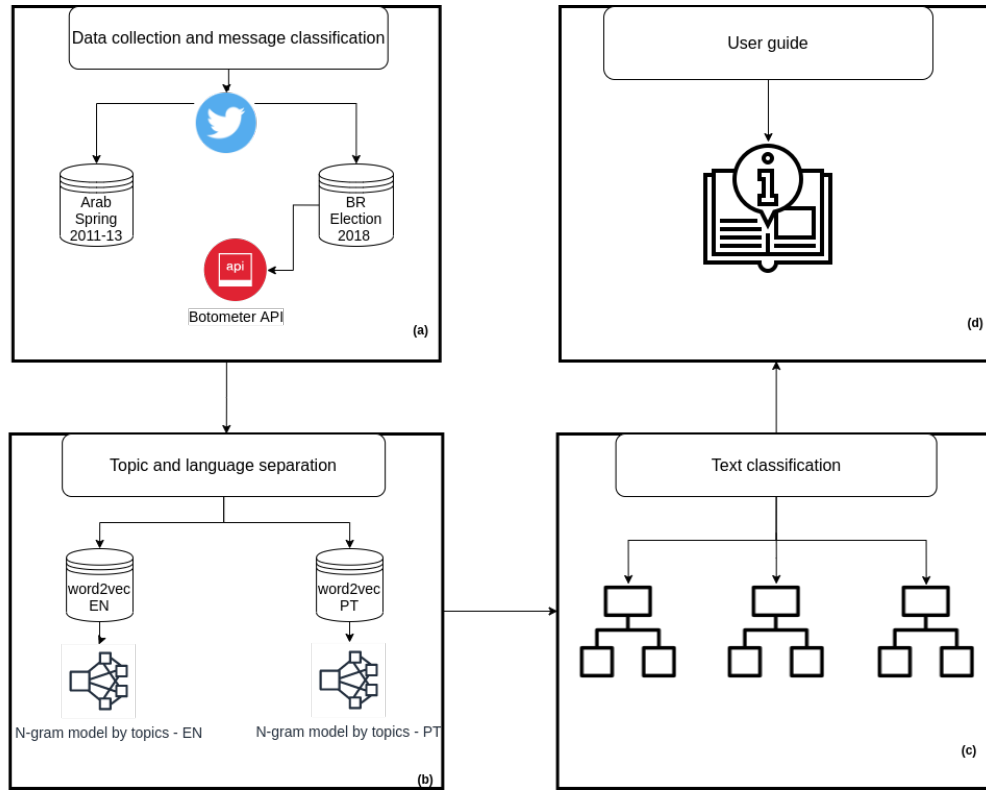 Data collection and message classification
Arab
Spring
2011-13
BR
Election
2018
api
Botometer API
(a)
User guide
i
(d)
Topic and language separation
word2vec
EN
word2vec
PT
N-gram model by topics - EN
N-gram model by topics - PT
(b)
Text classification
(c)